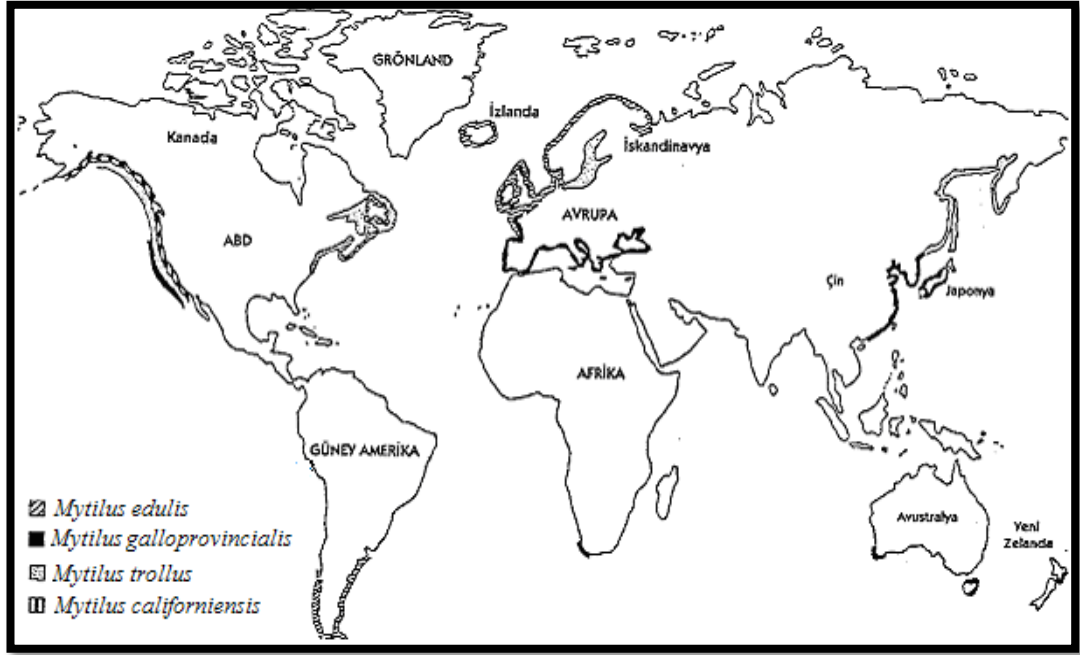 GRÖNLAND
İzlanda
Kanada
İskandinavya
AVRUPA
ABD
Çin
Japonya
AFRİKA
GÜNEY AMERİKA
Mytilus edulis
Mytilus galloprovincialis
Mytilus trollus
Mytilus californiensis
Avustralya
Yeni
Zelanda